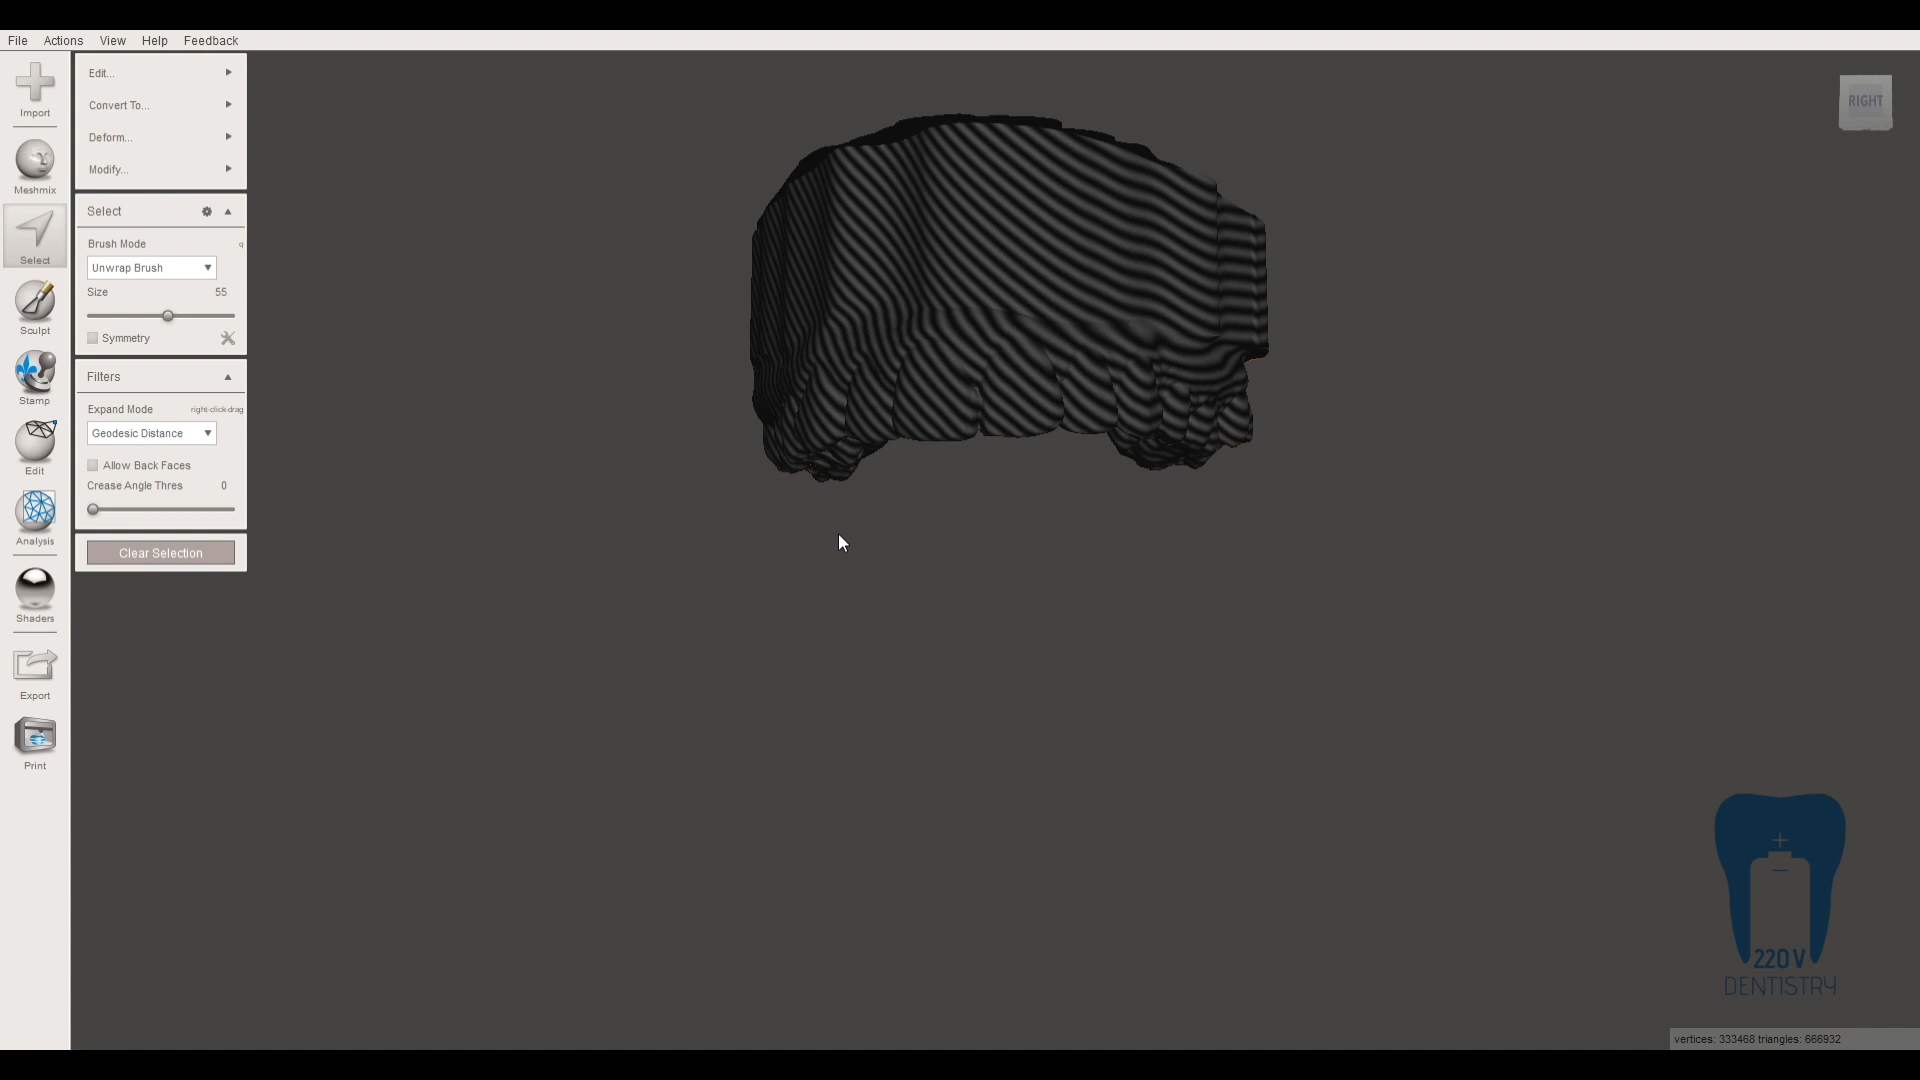 File Actions View Help Feedback
Import
Meshmix
Select
Sculpt
Stamp
Edit
Analysis
Shaders
Export
Print
Edit...
Convert To...
Deform...
Modify...
Select
Brush Mode q
Unwrap Brush
Size 55
Symmetry
Filters
Expand Mode right-click-drag
Geodesic Distance
Allow Back Faces
Crease Angle Thres 0
Clear Selection
RIGHT
220 V
DENTISTRY
vertices: 333468 triangles: 666932